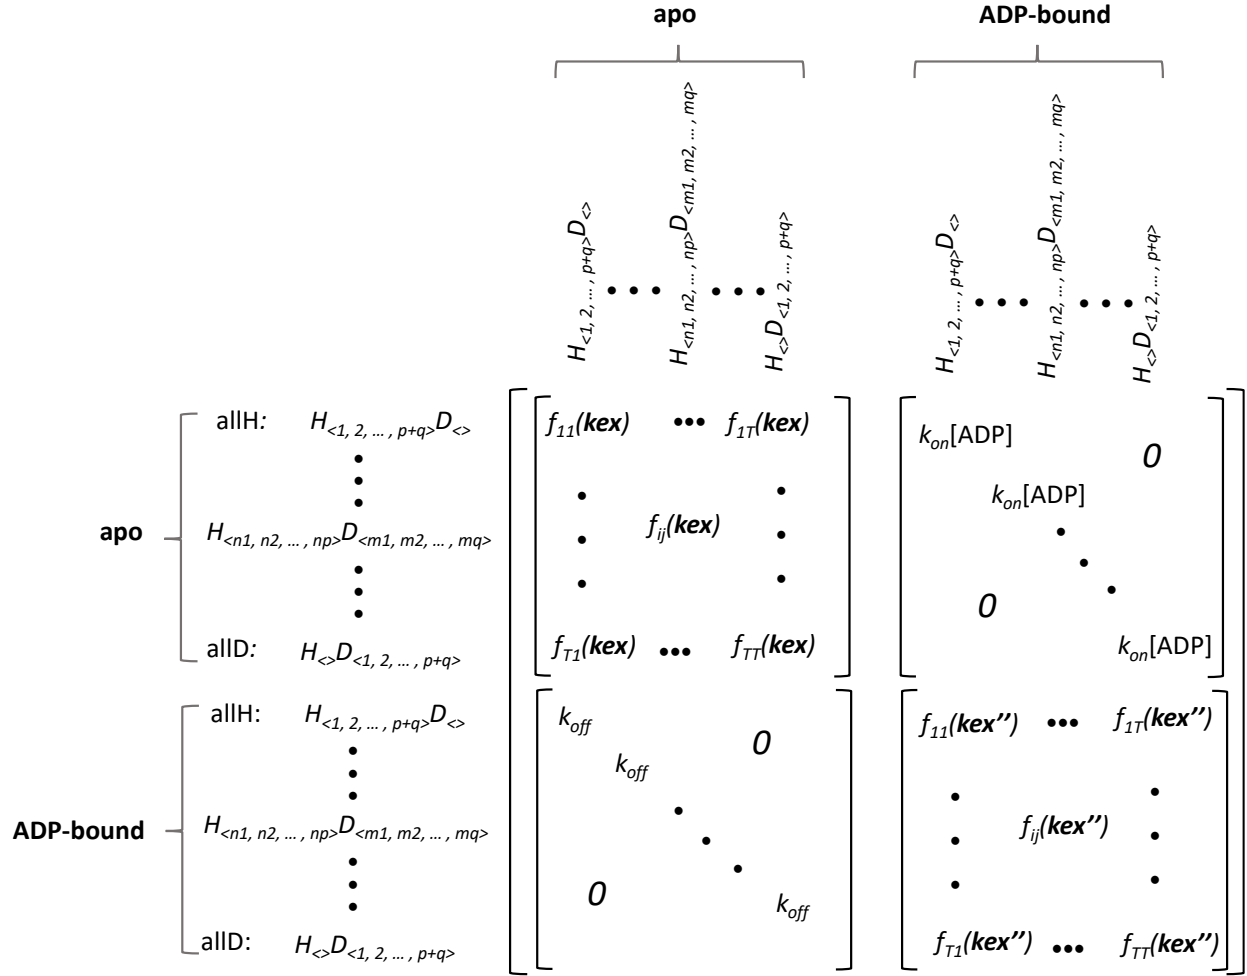 apo ADP-bound
H<1, 2, ... , p+q>D<> ••• H<n1, n2, ... , np>D<m1, m2, ... , mq> ••• H<>D<1, 2, ... , p+q> H<1, 2, ... , p+q>D<> ••• H<n1, n2, ... , np>D<m1, m2, ... , mq> ••• H<>D<1, 2, ... , p+q>
allH: H<1, 2, ... , p+q>D<> f11(kex) ••• f1T(kex) kon[ADP] 0
kon[ADP]
apo H<n1, n2, ... , np>D<m1, m2, ... , mq> fij(kex)
0
allD: H<>D<1, 2, ... , p+q> fT1(kex) ••• fTT(kex) kon[ADP]
allH: H<1, 2, ... , p+q>D<> koff 0 f11(kex’’) ••• f1T(kex’’)
koff
ADP-bound H<n1, n2, ... , np>D<m1, m2, ... , mq> fij(kex’’)
0 koff
allD: H<>D<1, 2, ... , p+q> fT1(kex’’) ••• fTT(kex’’)